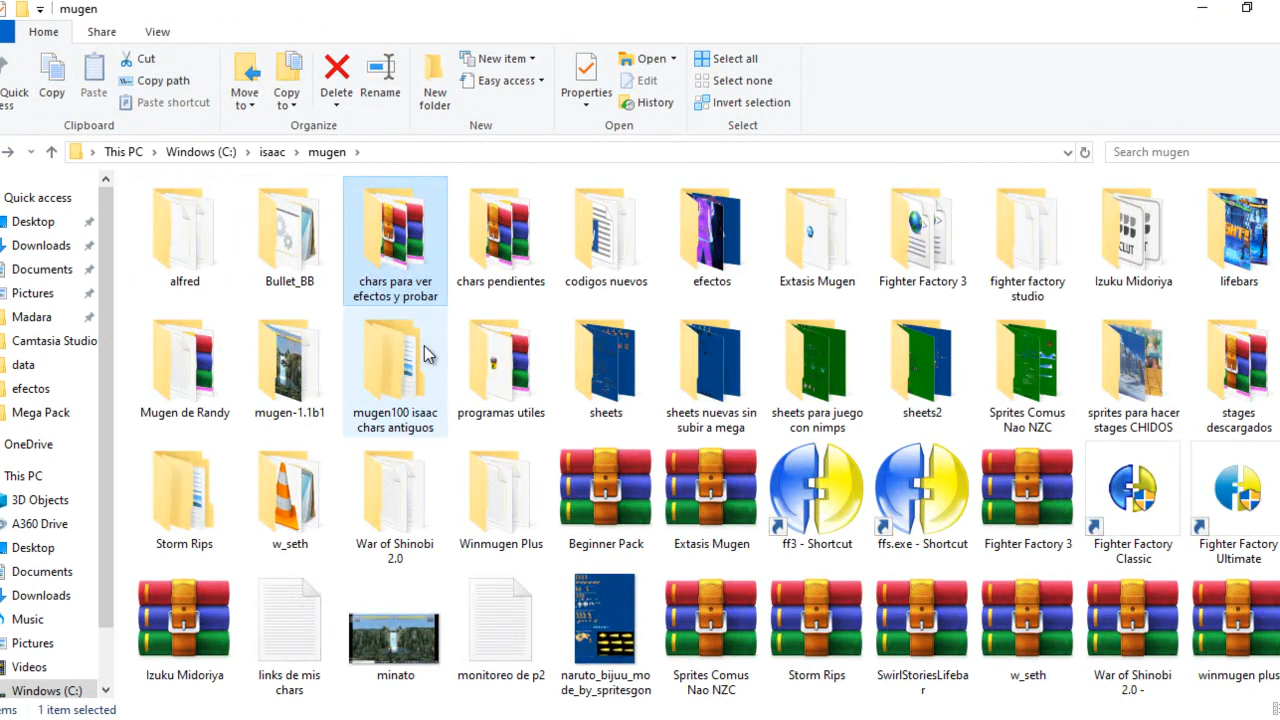 mugen
Home Share View
Quick
ess
Copy
Paste
Cut
Copy path
Paste shortcut
Clipboard
Move
to
Copy
to
Delete
Rename
Organize
New
folder
New item
Easy access
New
Properties
Open
Edit
History
Open
Select all
Select none
Invert selection
Select
This PC > Windows (C:) > isaac > mugen >
Search mugen
Quick access
Desktop
Downloads
Documents
Pictures
Madara
Camtasia Studio
data
efectos
Mega Pack
OneDrive
This PC
3D Objects
A360 Drive
Desktop
Documents
Downloads
Music
Pictures
Videos
Windows (C:)
alfred
Bullet_BB
chars para ver
efectos y probar
chars pendientes
codigos nuevos
efectos
Extasis Mugen
Fighter Factory 3
fighter factory
studio
Izuku Midoriya
lifebars
Mugen de Randy
mugen-1.1b1
mugen100 isaac
chars antiguos
programas utiles
sheets
sheets nuevas sin
subir a mega
sheets para juego
con nimps
sheets2
Sprites Comus
Nao NZC
sprites para hacer
stages CHIDOS
stages
descargados
Storm Rips
w_seth
War of Shinobi
2.0
Winmugen Plus
Beginner Pack
Extasis Mugen
ff3 - Shortcut
ffs.exe - Shortcut
Fighter Factory 3
Fighter Factory
Classic
Fighter Factory
Ultimate
Izuku Midoriya
links de mis
chars
minato
monitoreo de p2
naruto_bijuu_mo
de_by_spritesgon
Sprites Comus
Nao NZC
Storm Rips
SwirlStoriesLifeba
r
w_seth
War of Shinobi
2.0 -
winmugen plus
ems 1 item selected